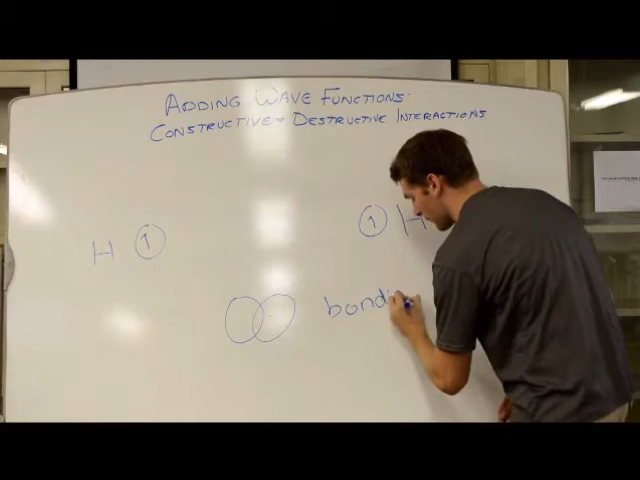 ADDING WAVE FUNCTIONS:
CONSTRUCTIVE + DESTRUCTIVE INTERACTIONS
1 H
H 1
bondi